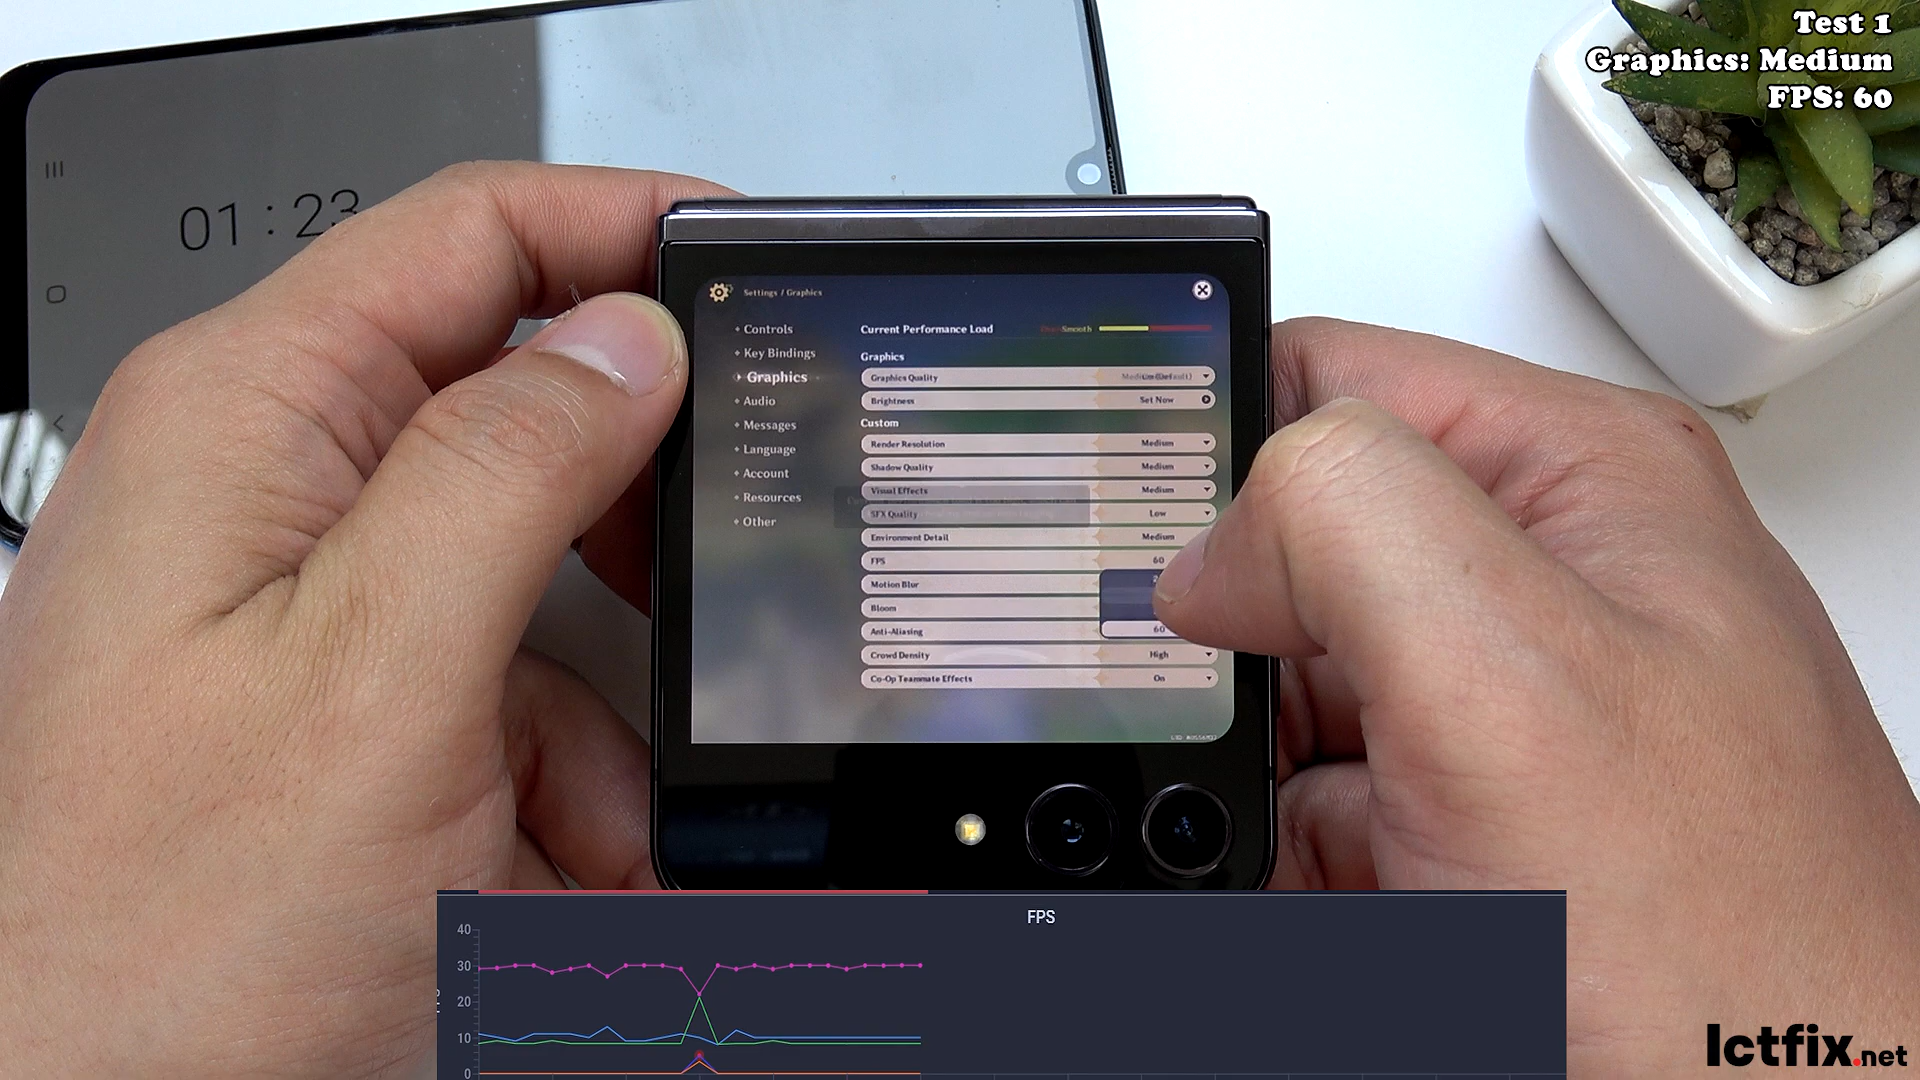 Test 1
Graphics: Medium
FPS: 60
01 : 23
Settings / Graphics
Controls
Key Bindings
Graphics
Audio
Messages
Language
Account
Resources
Other
Current Performance Load
Smooth
Graphics
Graphics Quality
Brightness Set Now
Custom
Render Resolution Medium
Shadow Quality Medium
Visual Effects Medium
SFX Quality Low
Environment Detail Medium
FPS 60
Motion Blur
Bloom
Anti-Aliasing
60
Crowd Density High
Co-Op Teammate Effects On
FPS
40
30
20
10
0
Ictfix.net